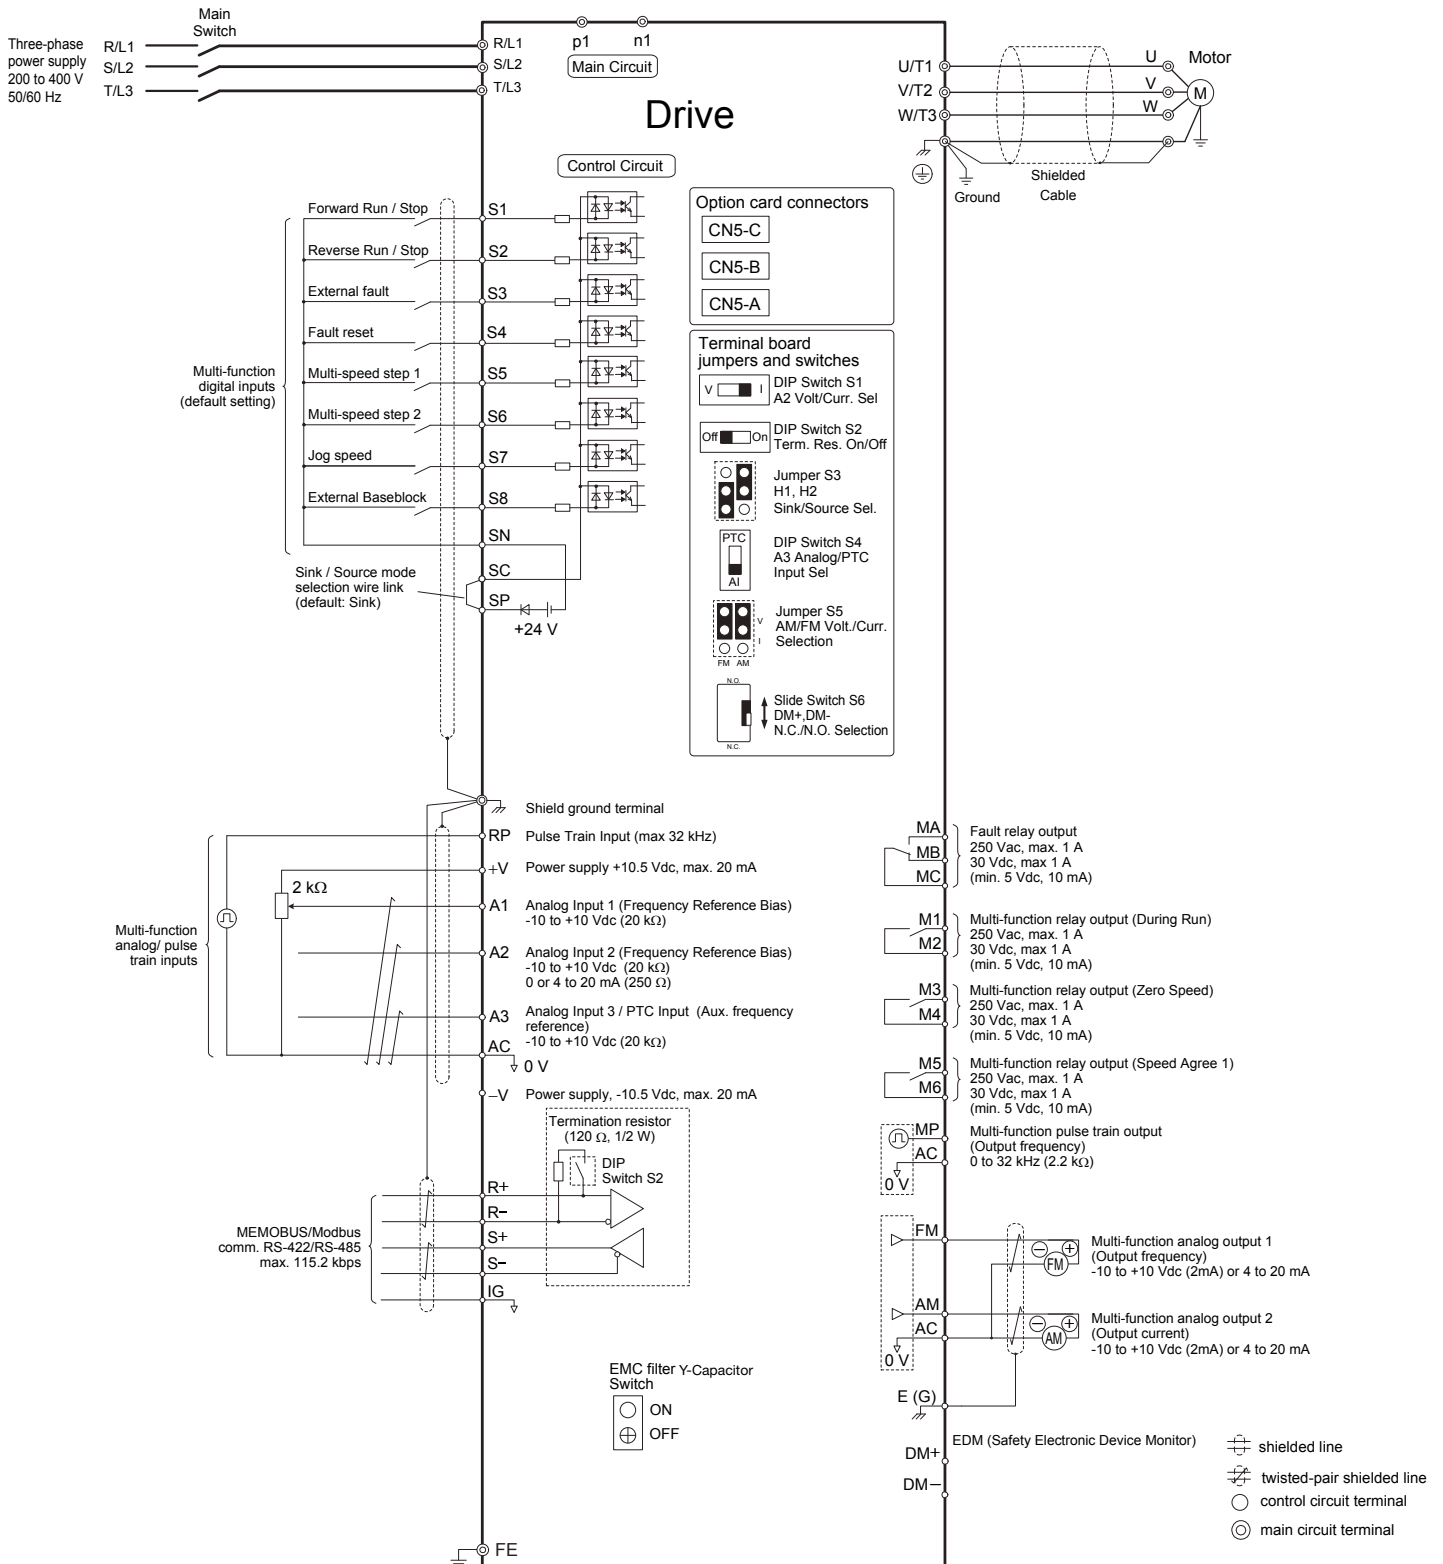 Main
Switch
Three-phase
power supply
200 to 400 V
50/60 Hz
R/L1
S/L2
T/L3
R/L1
S/L2
T/L3
p1
n1
Main Circuit
Drive
U/T1
V/T2
W/T3
U
V
W
Motor
M
Shielded
Cable
Ground
Control Circuit
Forward Run / Stop
S1
Reverse Run / Stop
S2
External fault
S3
Fault reset
S4
Multi-speed step 1
S5
Multi-speed step 2
S6
Jog speed
S7
External Baseblock
S8
Multi-function
digital inputs
(default setting)
SN
SC
SP
Sink / Source mode
selection wire link
(default: Sink)
+24 V
Option card connectors
CN5-C
CN5-B
CN5-A
Terminal board
jumpers and switches
V
I
DIP Switch S1
A2 Volt/Curr. Sel
Off
On
DIP Switch S2
Term. Res. On/Off
Jumper S3
H1, H2
Sink/Source Sel.
PTC
AI
DIP Switch S4
A3 Analog/PTC
Input Sel
V
I
FM AM
Jumper S5
AM/FM Volt./Curr.
Selection
N.O.
N.C.
Slide Switch S6
DM+,DM-
N.C./N.O. Selection
Shield ground terminal
RP
Pulse Train Input (max 32 kHz)
+V
Power supply +10.5 Vdc, max. 20 mA
2 kΩ
A1
Analog Input 1 (Frequency Reference Bias)
-10 to +10 Vdc (20 kΩ)
Multi-function
analog/ pulse
train inputs
A2
Analog Input 2 (Frequency Reference Bias)
-10 to +10 Vdc (20 kΩ)
0 or 4 to 20 mA (250 Ω)
A3
Analog Input 3 / PTC Input (Aux. frequency
reference)
-10 to +10 Vdc (20 kΩ)
AC
0 V
−V
Power supply, -10.5 Vdc, max. 20 mA
Termination resistor
(120 Ω, 1/2 W)
DIP
Switch S2
R+
R−
S+
S−
IG
MEMOBUS/Modbus
comm. RS-422/RS-485
max. 115.2 kbps
EMC filter Y-Capacitor
Switch
ON
OFF
FE
MA
MB
MC
Fault relay output
250 Vac, max. 1 A
30 Vdc, max 1 A
(min. 5 Vdc, 10 mA)
M1
M2
Multi-function relay output (During Run)
250 Vac, max. 1 A
30 Vdc, max 1 A
(min. 5 Vdc, 10 mA)
M3
M4
Multi-function relay output (Zero Speed)
250 Vac, max. 1 A
30 Vdc, max 1 A
(min. 5 Vdc, 10 mA)
M5
M6
Multi-function relay output (Speed Agree 1)
250 Vac, max. 1 A
30 Vdc, max 1 A
(min. 5 Vdc, 10 mA)
MP
AC
0 V
Multi-function pulse train output
(Output frequency)
0 to 32 kHz (2.2 kΩ)
FM
FM
Multi-function analog output 1
(Output frequency)
-10 to +10 Vdc (2mA) or 4 to 20 mA
AM
AC
0 V
AM
Multi-function analog output 2
(Output current)
-10 to +10 Vdc (2mA) or 4 to 20 mA
E (G)
EDM (Safety Electronic Device Monitor)
DM+
DM−
shielded line
twisted-pair shielded line
control circuit terminal
main circuit terminal